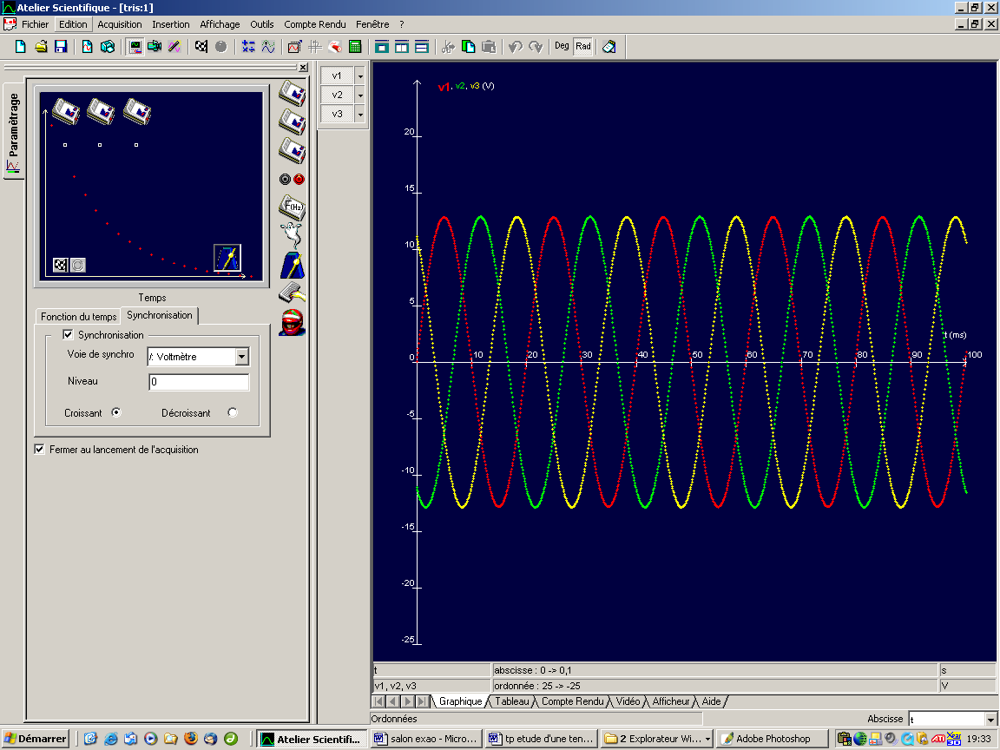 Atelier Scientifique - [tris:1]
Fichier Edition Acquisition Insertion Affichage Outils Compte Rendu Fenêtre ?
Deg Rad
Paramètrage
F(Hz)
Temps
Fonction du temps Synchronisation
Synchronisation
Voie de synchro /: Voltmètre
Niveau 0
Croissant Décroissant
Fermer au lancement de l'acquisition
v1
v2
v3
v1, v2, v3 (V)
20
15
10
5
t (ms)
0 10 20 30 40 50 60 70 80 90 100
-5
-10
-15
-20
-25
t abscisse : 0 -> 0,1 s
v1, v2, v3 ordonnée : 25 -> -25 V
Graphique Tableau Compte Rendu Vidéo Afficheur Aide
Ordonnées Abscisse t
Démarrer Atelier Scientifi... salon exao - Micro... tp etude d'une ten... 2 Explorateur Wi... Adobe Photoshop 19:33